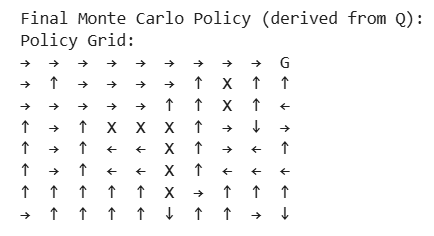 Final Monte Carlo Policy (derived from Q):
Policy Grid:
→ → → → → → → → → G
→ ↑ → → → → ↑ X ↑ ↑
→ → → → → ↑ ↑ X ↑ ←
↑ → ↑ X X X ↑ → ↓ →
↑ → ↑ ← ← X ↑ → ← ↑
↑ → ↑ ← ← X ↑ ← ← ←
↑ ↑ ↑ ↑ ↑ X → ↑ ↑ ↑
→ ↑ ↑ ↑ ↑ ↓ ↑ ↑ → ↓